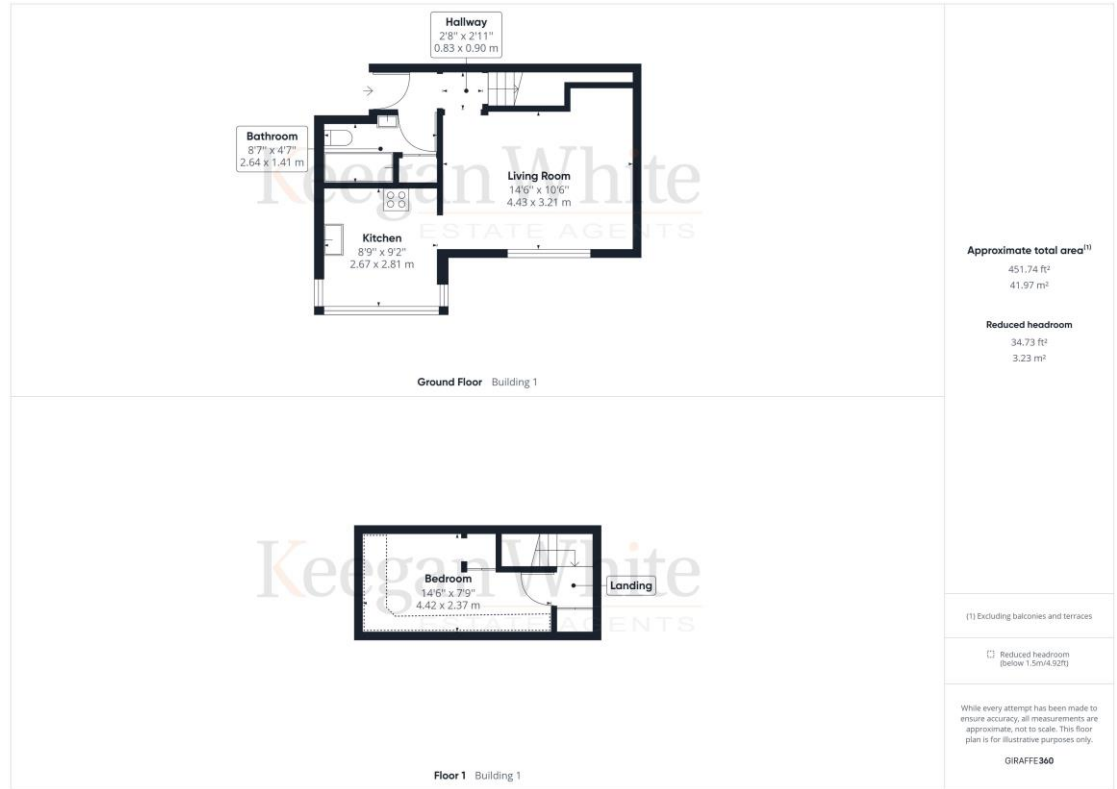 Hallway
2'8" x 2'11"
0.83 x 0.90 m
Bathroom
8'7" x 4'7"
2.64 x 1.41 m
Living Room
14'6" x 10'6"
4.43 x 3.21 m
Kitchen
8'9" x 9'2"
2.67 x 2.81 m
Keegan White
ESTATE AGENTS
Ground Floor Building 1
Bedroom
14'6" x 7'9"
4.42 x 2.37 m
Landing
Keegan White
ESTATE AGENTS
Floor 1 Building 1
Approximate total area(1)
451.74 ft²
41.97 m²
Reduced headroom
34.73 ft²
3.23 m²
(1) Excluding balconies and terraces
Reduced headroom
(below 1.5m/4.92ft)
While every attempt has been made to
ensure accuracy, all measurements are
approximate, not to scale. This floor
plan is for illustrative purposes only.
GIRAFFE360